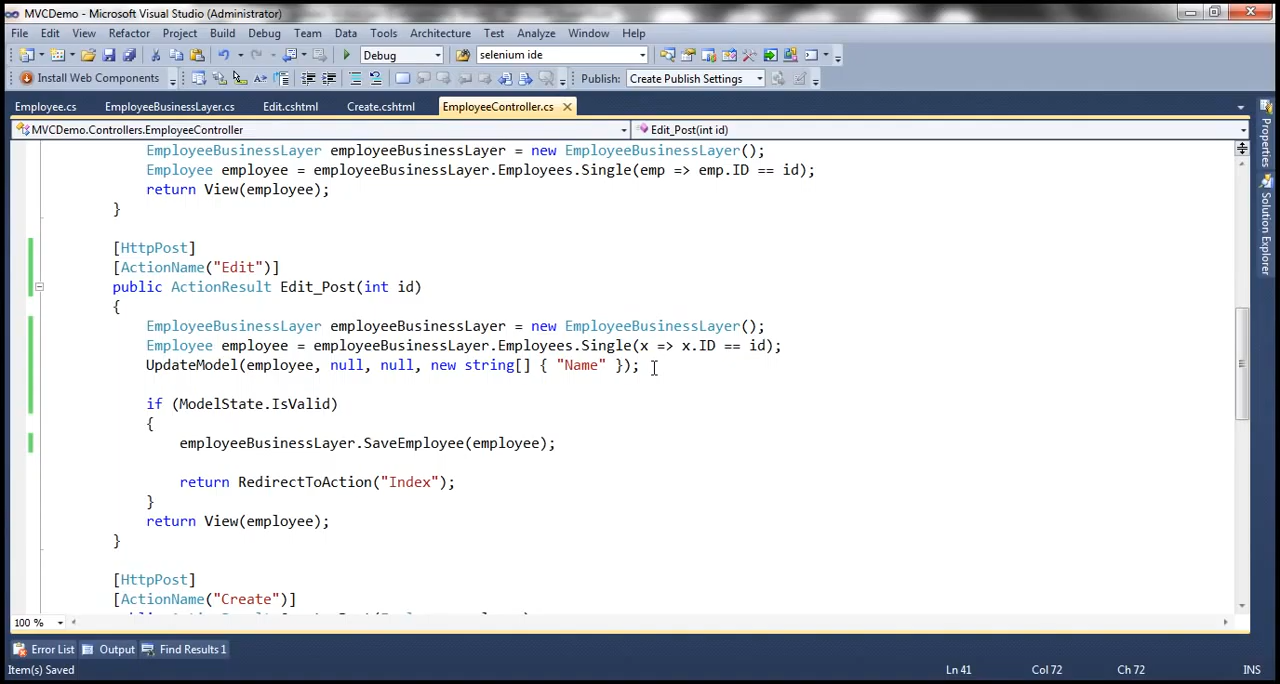 MVCDemo - Microsoft Visual Studio (Administrator)
File Edit View Refactor Project Build Debug Team Data Tools Architecture Test Analyze Window Help
Debug selenium ide
Install Web Components Publish: Create Publish Settings
Employee.cs EmployeeBusinessLayer.cs Edit.cshtml Create.cshtml EmployeeController.cs
MVCDemo.Controllers.EmployeeController Edit_Post(int id)
EmployeeBusinessLayer employeeBusinessLayer = new EmployeeBusinessLayer();
Employee employee = employeeBusinessLayer.Employees.Single(emp => emp.ID == id);
return View(employee);
}
[HttpPost]
[ActionName("Edit")]
public ActionResult Edit_Post(int id)
{
EmployeeBusinessLayer employeeBusinessLayer = new EmployeeBusinessLayer();
Employee employee = employeeBusinessLayer.Employees.Single(x => x.ID == id);
UpdateModel(employee, null, null, new string[] { "Name" });
if (ModelState.IsValid)
{
employeeBusinessLayer.SaveEmployee(employee);
return RedirectToAction("Index");
}
return View(employee);
}
[HttpPost]
[ActionName("Create")]
100 %
Error List Output Find Results 1
Item(s) Saved Ln 41 Col 72 Ch 72 INS
Properties
Solution Explorer